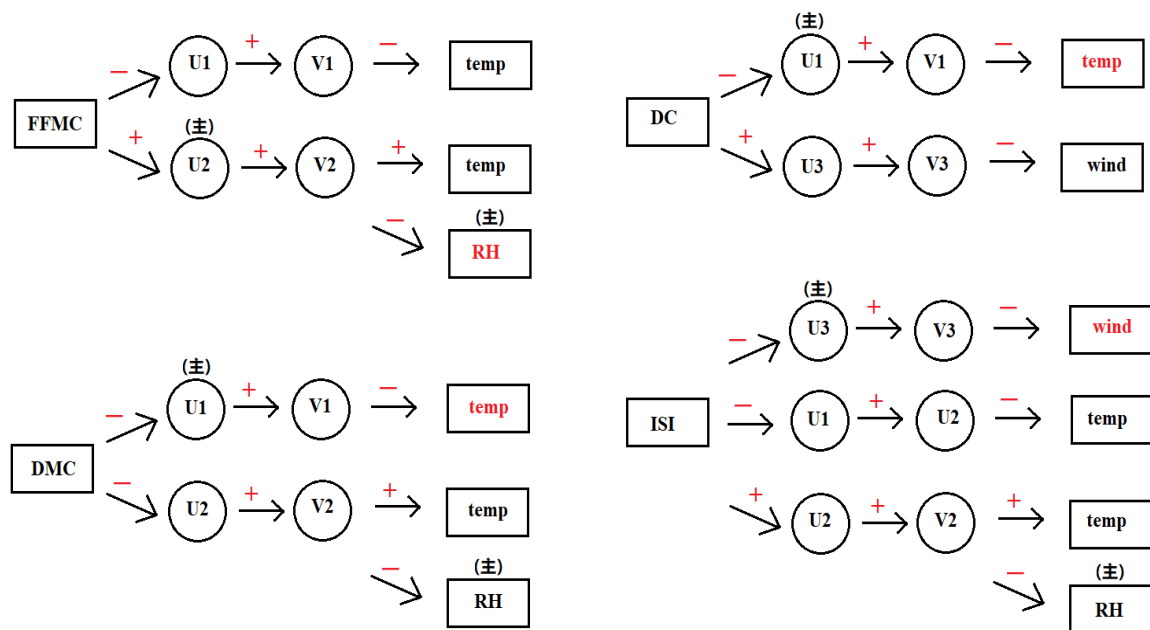 − U1 + V1 − temp
FFMC
(主)
+ U2 + V2 + temp
(主)
− RH
(主)
− U1 + V1 − temp
DMC
− U2 + V2 + temp
(主)
− RH
(主)
− U1 + V1 − temp
DC
+ U3 + V3 − wind
(主)
− U3 + V3 − wind
ISI − U1 + U2 − temp
+ U2 + V2 + temp
(主)
− RH